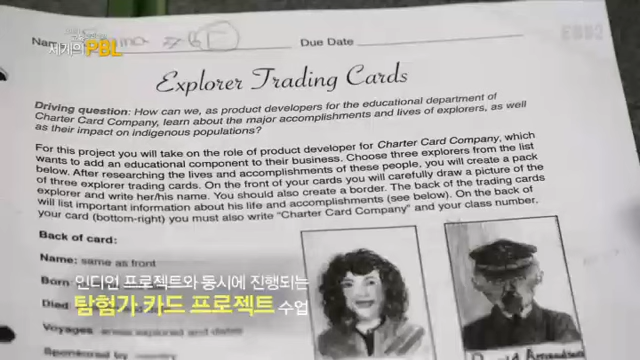 Name
세계의 PBL
Due Date
Explorer Trading Cards
Driving question: How can we, as product developers for the educational department of
Charter Card Company, learn about the major accomplishments and lives of explorers, as well
as their impact on indigenous populations?
For this project you will take on the role of product developer for Charter Card Company, which
wants to add an educational component to their business. Choose three explorers from the list
below. After researching the lives and accomplishments of these people, you will create a pack
of three explorer trading cards. On the front of your cards you will carefully draw a picture of the
explorer and write her/his name. You should also create a border. The back of the trading cards
will list important information about his life and accomplishments (see below). On the back of
your card (bottom-right) you must also write "Charter Card Company" and your class number.
Back of card:
Name: same as front
Born
인디언 프로젝트와 동시에 진행되는
Died
탐험가 카드 프로젝트 수업
Voyages: areas explored and dates
Sponsored by: country